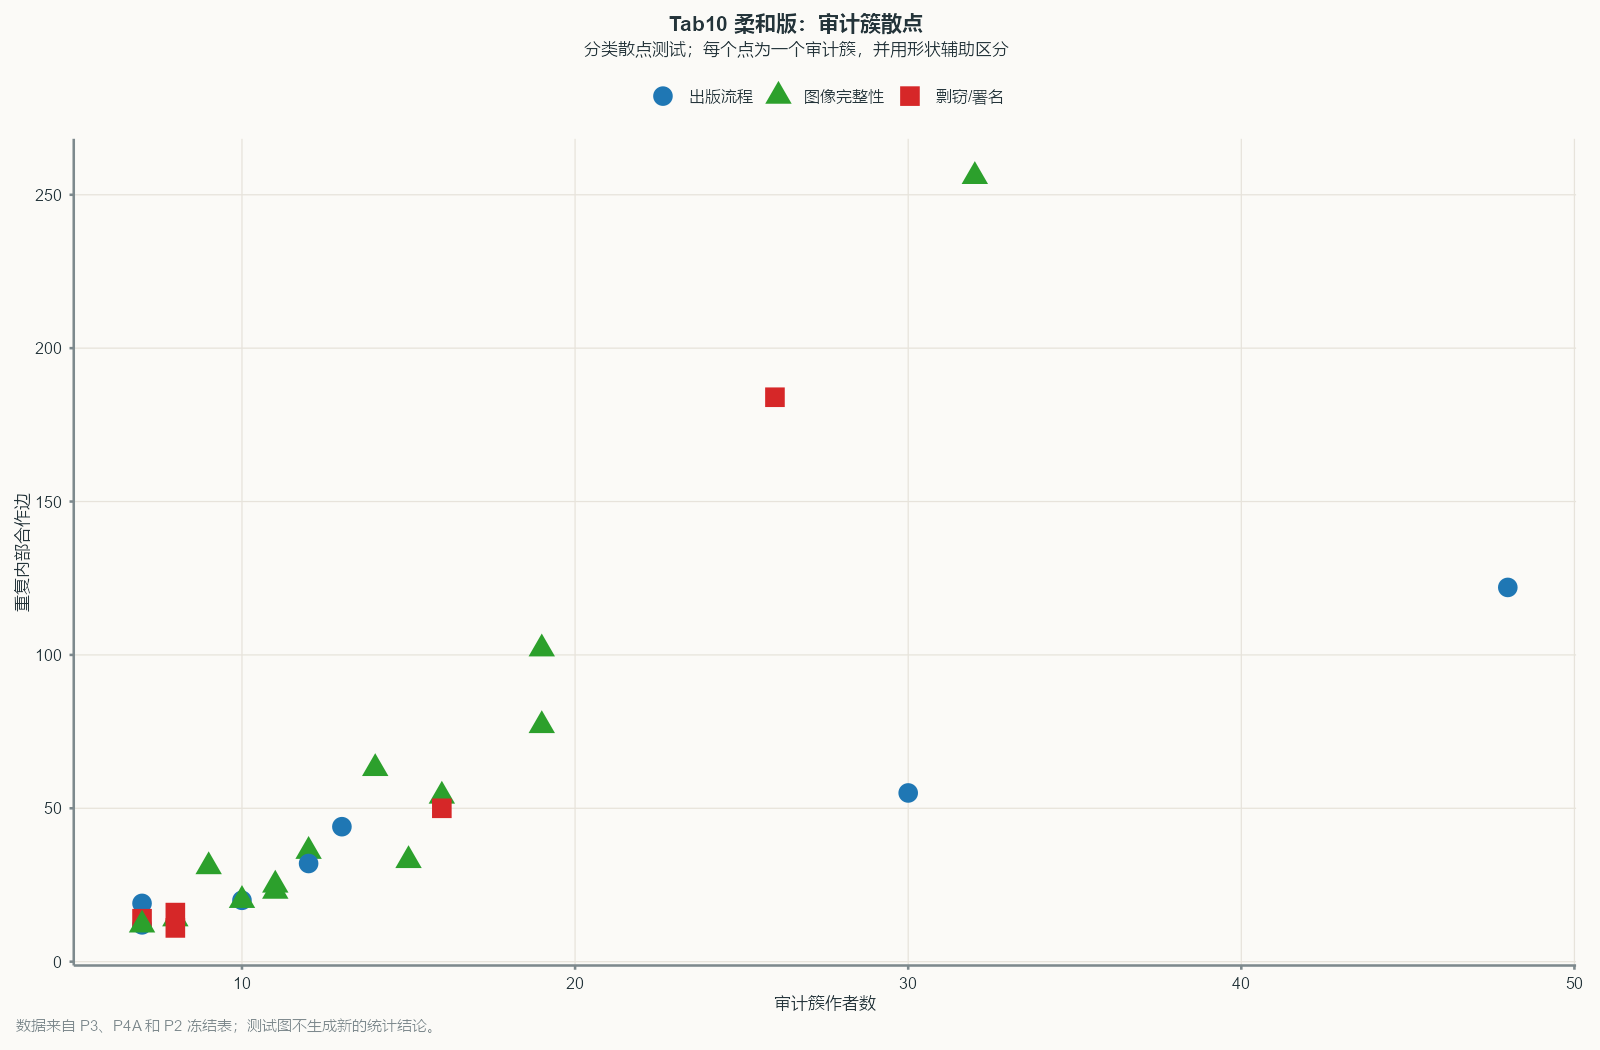 Tab10 柔和版：审计簇散点
分类散点测试；每个点为一个审计簇，并用形状辅助区分
出版流程 图像完整性 剽窃/署名
250
200
150
100
50
0
重复内部合作边
10 20 30 40 50
审计簇作者数
数据来自 P3、P4A 和 P2 冻结表；测试图不生成新的统计结论。